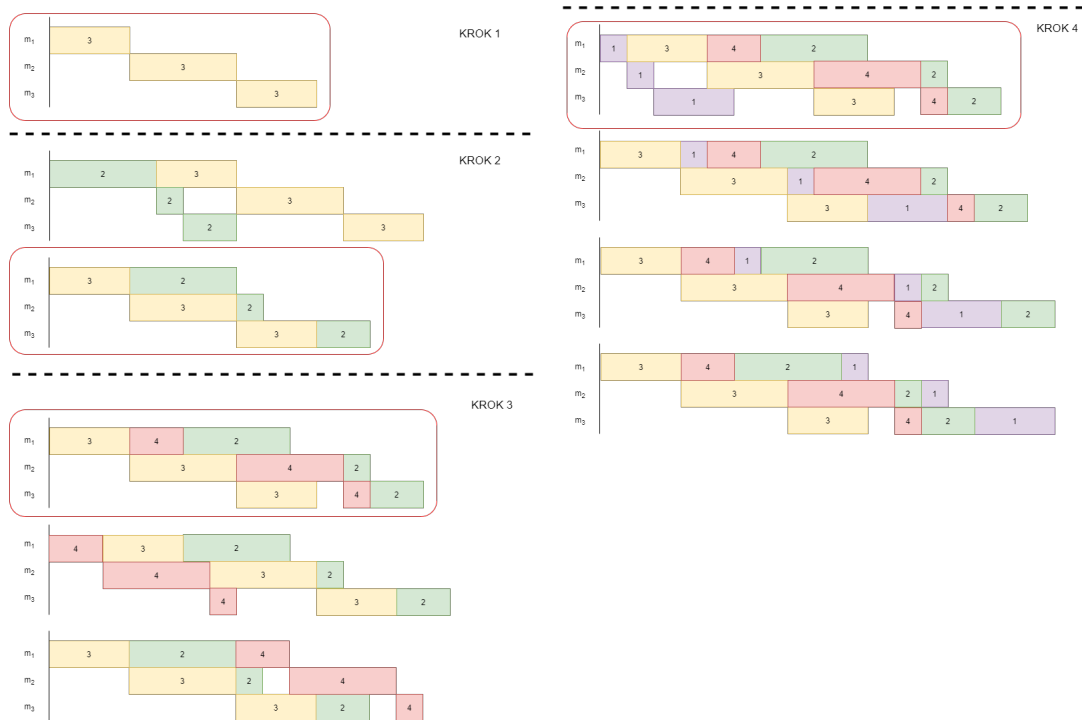 KROK 1
m1 3
m2 3
m3 3
KROK 2
m1 2 3
m2 2 3
m3 2 3
m1 3 2
m2 3 2
m3 3 2
KROK 3
m1 3 4 2
m2 3 4 2
m3 3 4 2
m1 4 3 2
m2 4 3 2
m3 4 3 2
m1 3 2 4
m2 3 2 4
m3 3 2 4
KROK 4
m1 1 3 4 2
m2 1 3 4 2
m3 1 3 4 2
m1 3 1 4 2
m2 3 1 4 2
m3 3 1 4 2
m1 3 4 1 2
m2 3 4 1 2
m3 3 4 1 2
m1 3 4 2 1
m2 3 4 2 1
m3 3 4 2 1